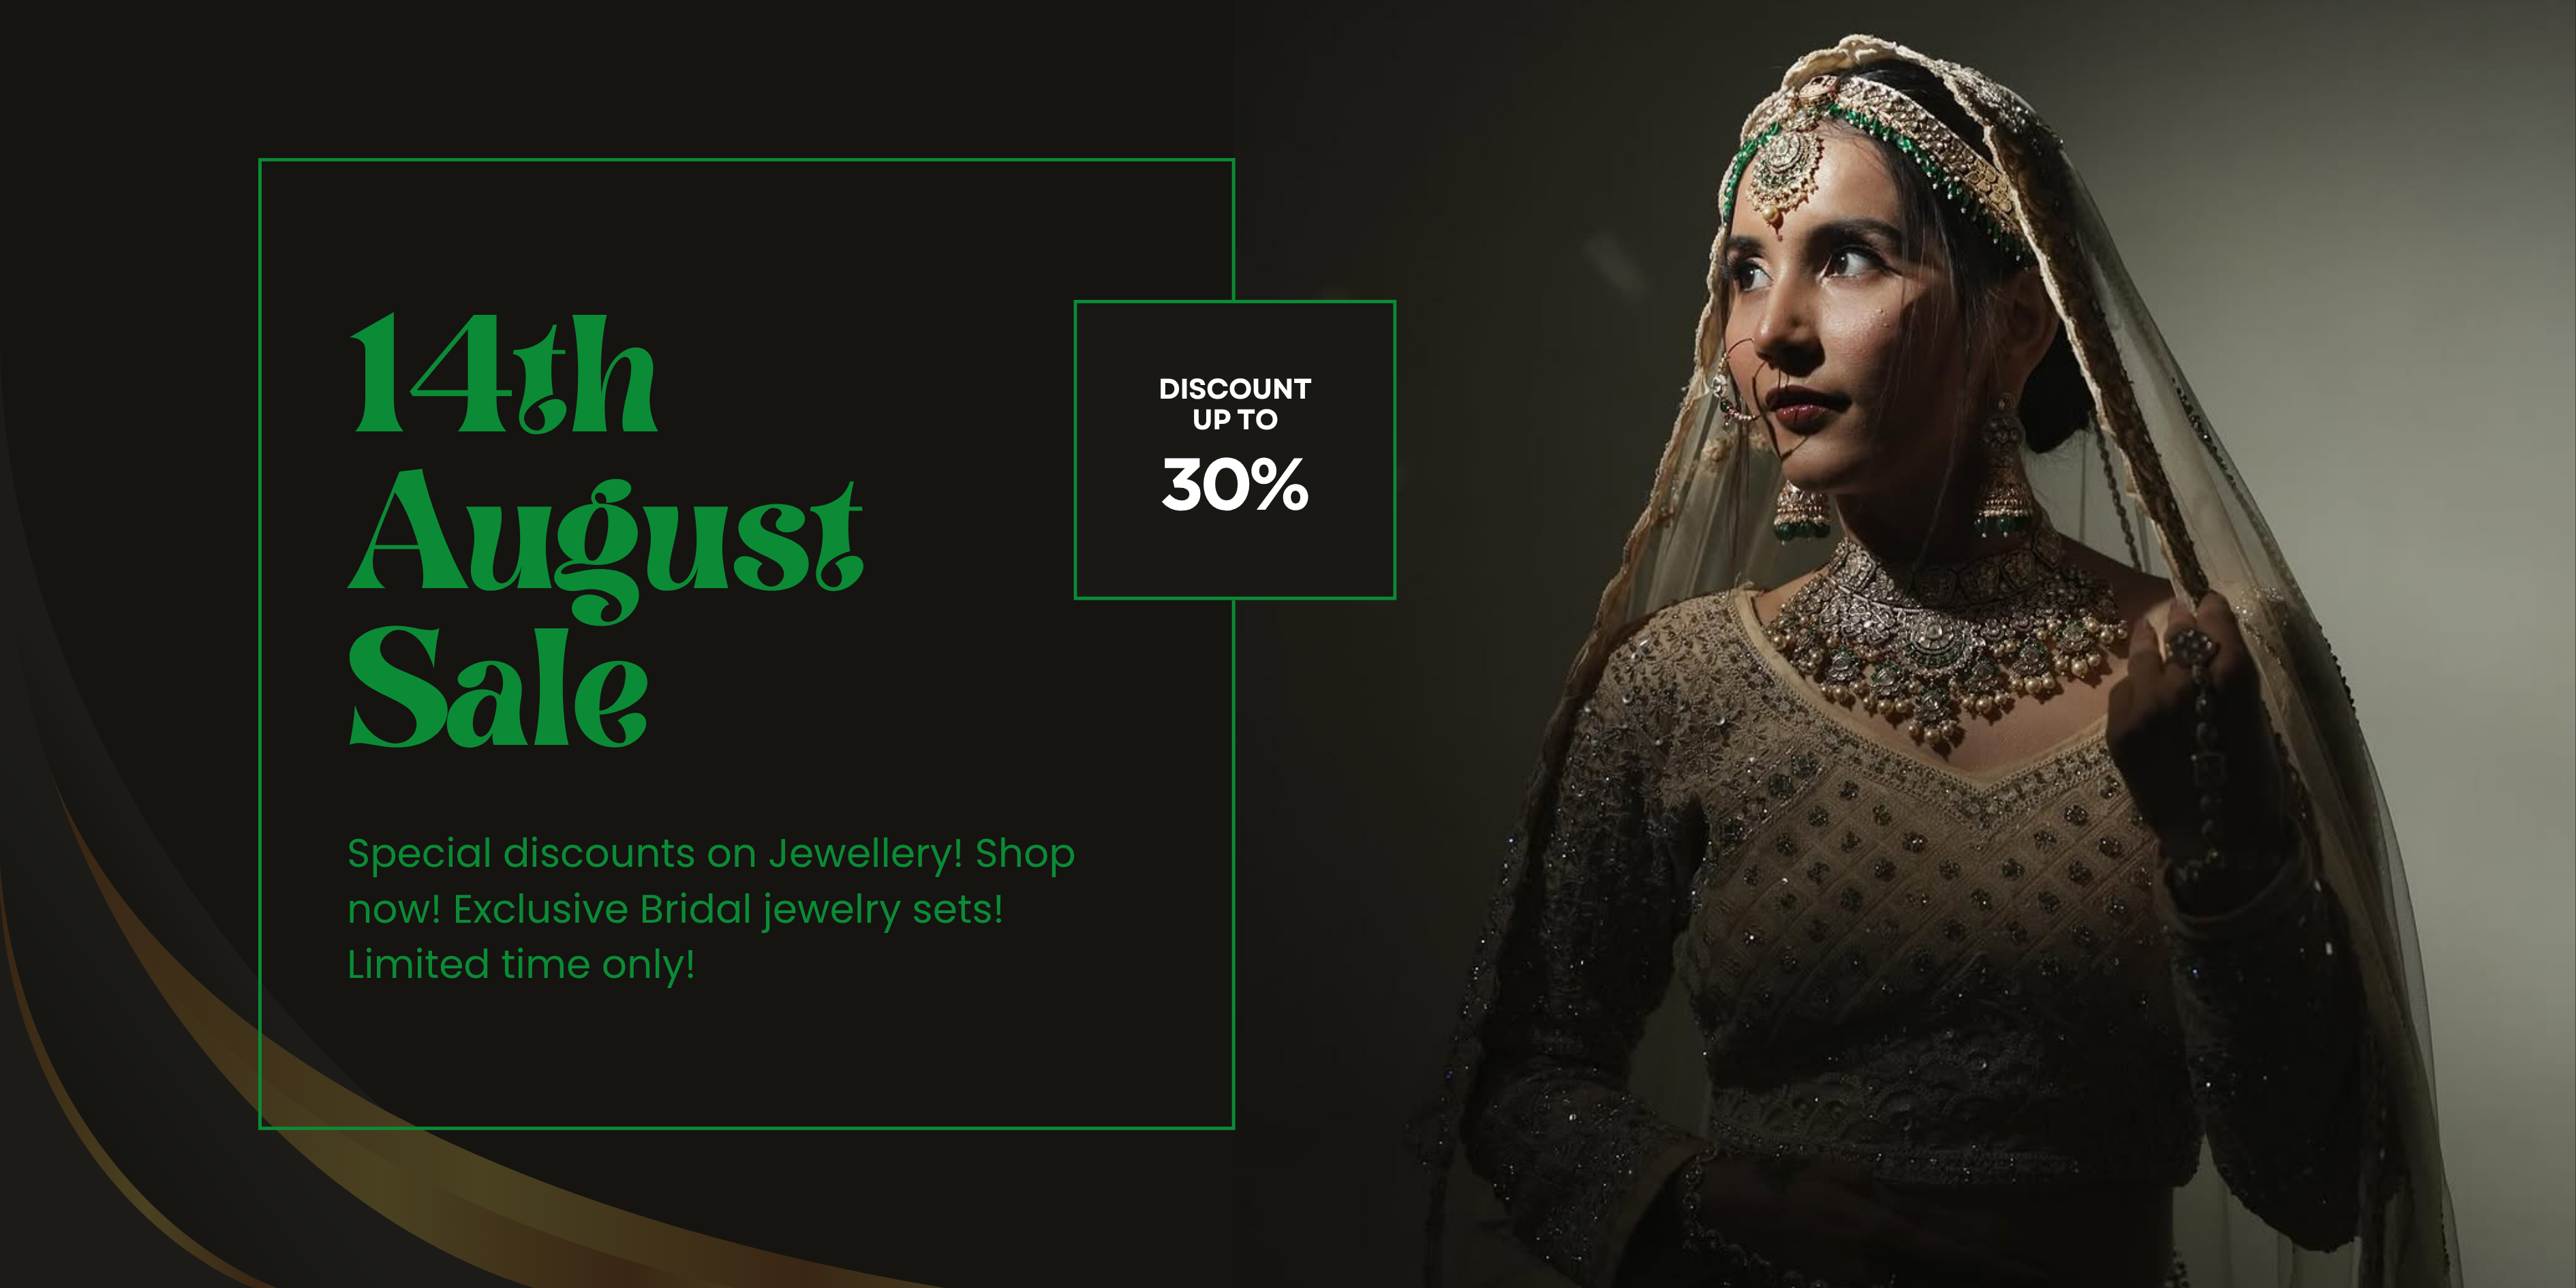 14th
August
Sale
DISCOUNT
UP TO
30%
Special discounts on Jewellery! Shop
now! Exclusive Bridal jewelry sets!
Limited time only!